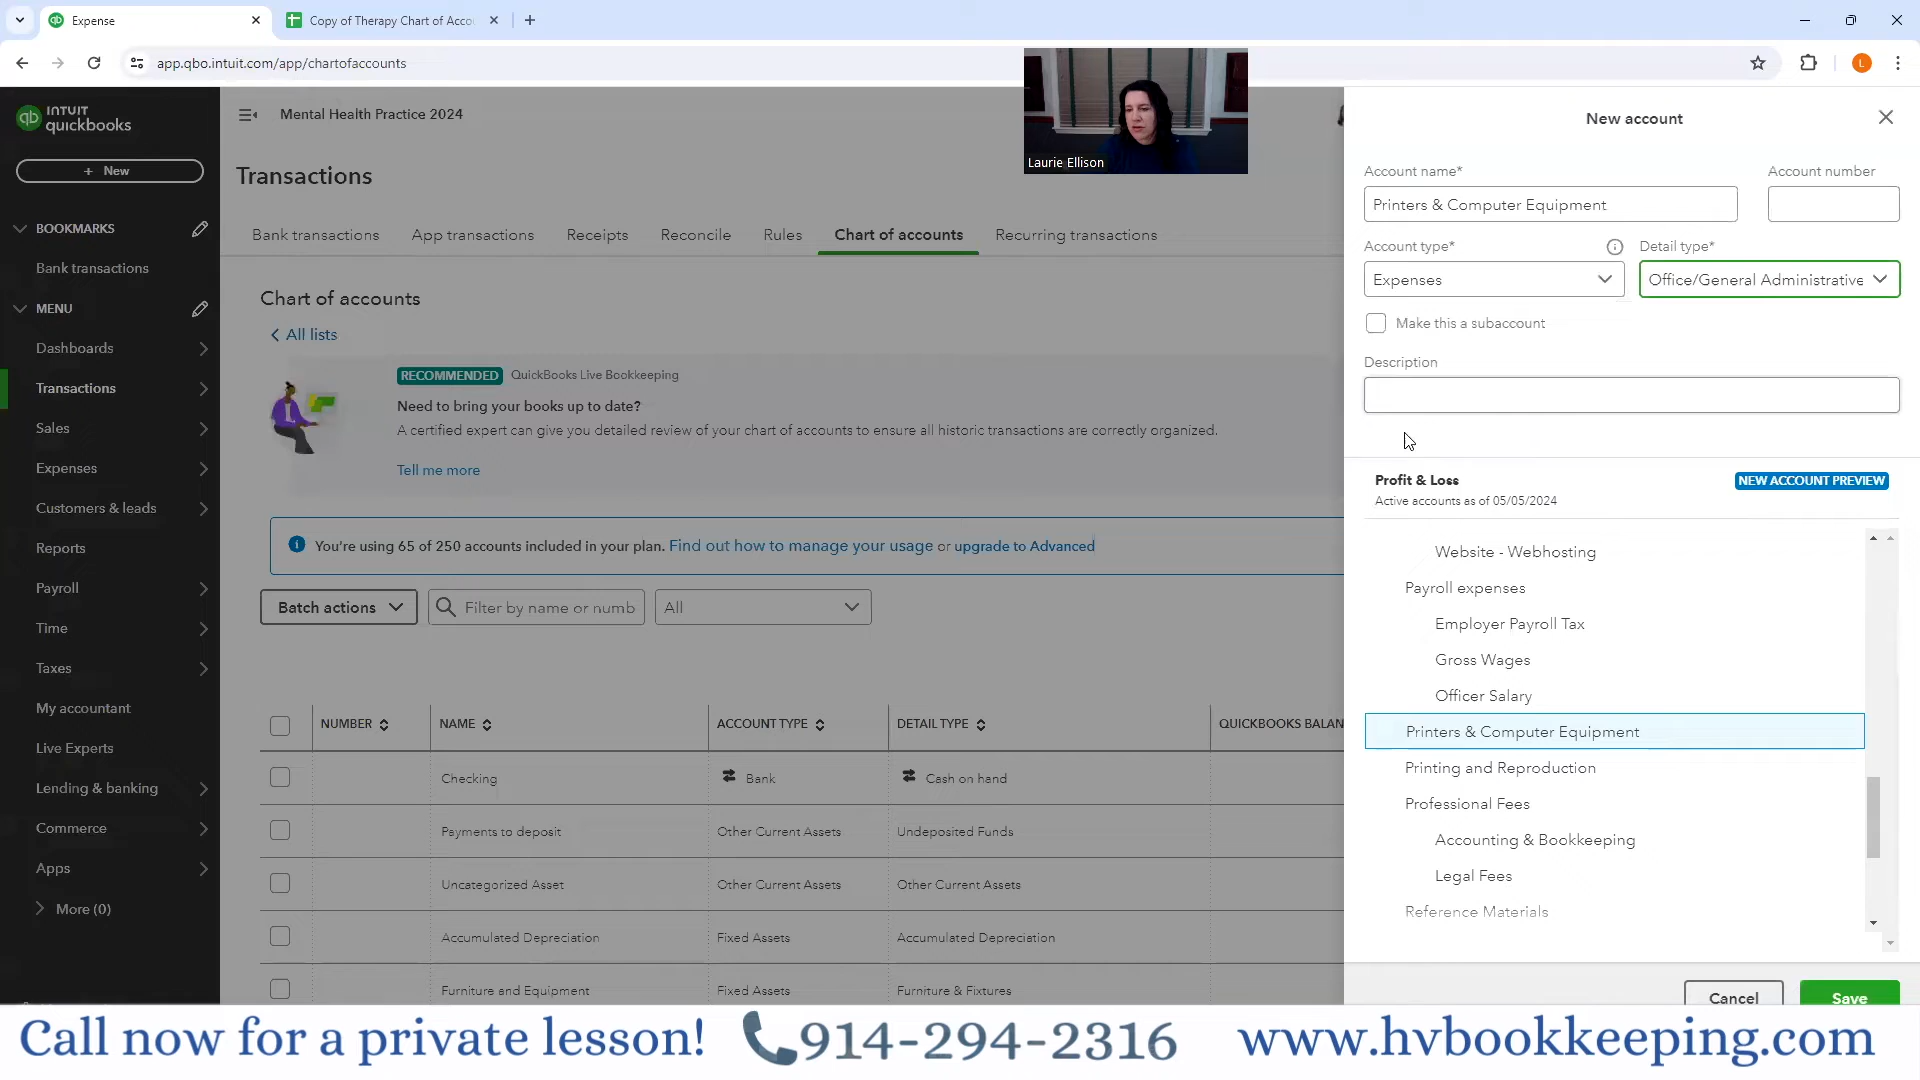 Expense
Copy of Therapy Chart of Acco
app.qbo.intuit.com/app/chartofaccounts
L
INTUIT
quickbooks
qb
+ New
BOOKMARKS
Bank transactions
MENU
Dashboards
Transactions
Sales
Expenses
Customers & leads
Reports
Payroll
Time
Taxes
My accountant
Live Experts
Lending & banking
Commerce
Apps
More (0)
Mental Health Practice 2024
Laurie Ellison
Transactions
Bank transactions
App transactions
Receipts
Reconcile
Rules
Chart of accounts
Recurring transactions
Chart of accounts
All lists
RECOMMENDED QuickBooks Live Bookkeeping
Need to bring your books up to date?
A certified expert can give you detailed review of your chart of accounts to ensure all historic transactions are correctly organized.
Tell me more
You're using 65 of 250 accounts included in your plan. Find out how to manage your usage or upgrade to Advanced
Batch actions
Filter by name or numb
All
NUMBER NAME ACCOUNT TYPE DETAIL TYPE QUICKBOOKS BALAN
Checking Bank Cash on hand
Payments to deposit Other Current Assets Undeposited Funds
Uncategorized Asset Other Current Assets Other Current Assets
Accumulated Depreciation Fixed Assets Accumulated Depreciation
Furniture and Equipment Fixed Assets Furniture & Fixtures
New account
Account name* Account number
Printers & Computer Equipment
Account type* Detail type*
Expenses Office/General Administrative
Make this a subaccount
Description
Profit & Loss NEW ACCOUNT PREVIEW
Active accounts as of 05/05/2024
Website - Webhosting
Payroll expenses
Employer Payroll Tax
Gross Wages
Officer Salary
Printers & Computer Equipment
Printing and Reproduction
Professional Fees
Accounting & Bookkeeping
Legal Fees
Reference Materials
Cancel Save
Call now for a private lesson! 914-294-2316 www.hvbookkeeping.com